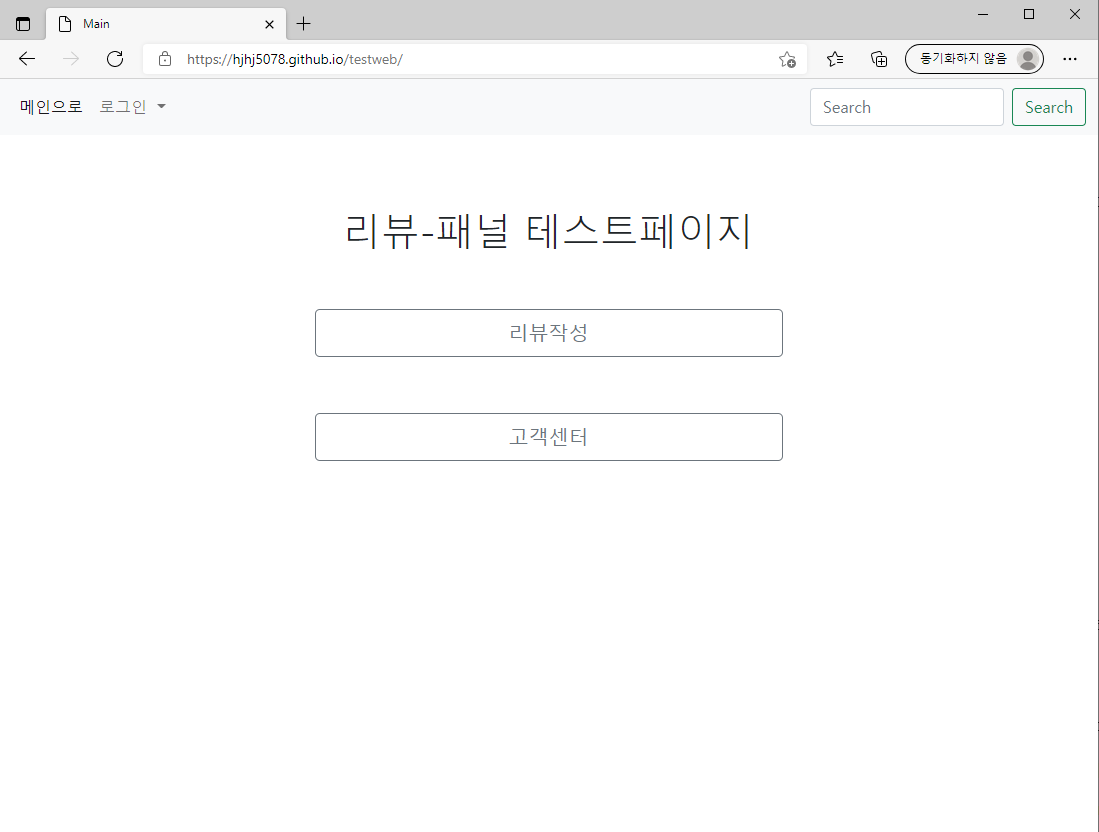 Main
https://hjhj5078.github.io/testweb/
동기화하지 않음
메인으로 로그인 Search Search
리뷰-패널 테스트페이지
리뷰작성
고객센터